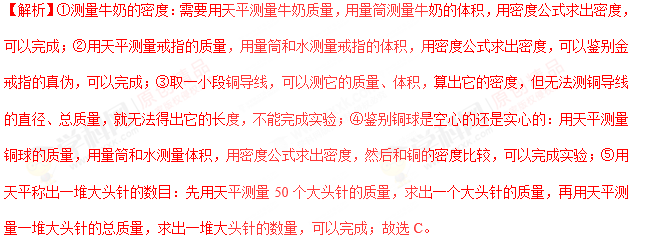 【解析】①测量牛奶的密度：需要用天平测量牛奶质量，用量筒测量牛奶的体积，用密度公式求出密度，
可以完成；②用天平测量戒指的质量，用量筒和水测量戒指的体积，用密度公式求出密度，可以鉴别金
戒指的真伪，可以完成；③取一小段铜导线，可以测它的质量、体积，算出它的密度，但无法测铜导线
的直径、总质量，就无法得出它的长度，不能完成实验；④鉴别铜球是空心的还是实心的：用天平测量
铜球的质量，用量筒和水测量体积，用密度公式求出密度，然后和铜的密度比较，可以完成实验；⑤用
天平称出一堆大头针的数目：先用天平测量 50 个大头针的质量，求出一个大头针的质量，再用天平测
量一堆大头针的总质量，求出一堆大头针的数量，可以完成；故选 C。